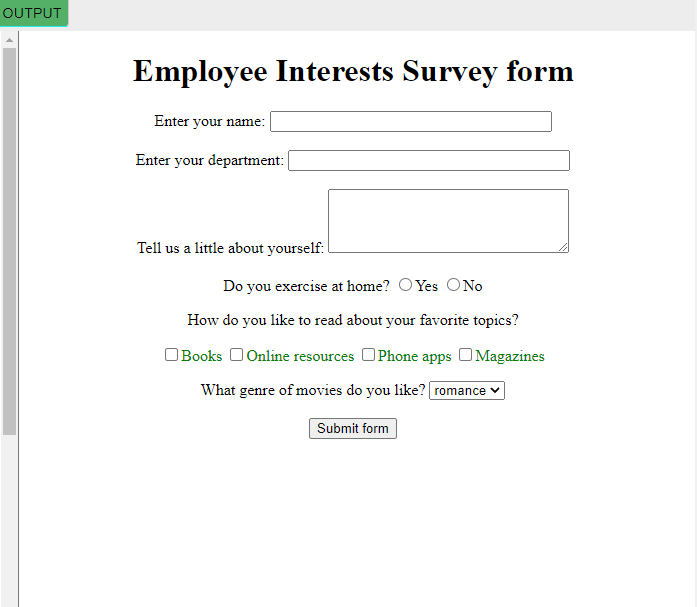 OUTPUT
Employee Interests Survey form
Enter your name:
Enter your department:
Tell us a little about yourself:
Do you exercise at home? Yes No
How do you like to read about your favorite topics?
Books Online resources Phone apps Magazines
What genre of movies do you like? romance
Submit form